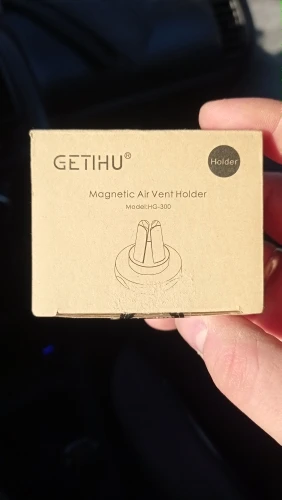 GETIHU®
Holder
Magnetic Air Vent Holder
Model:HG-300